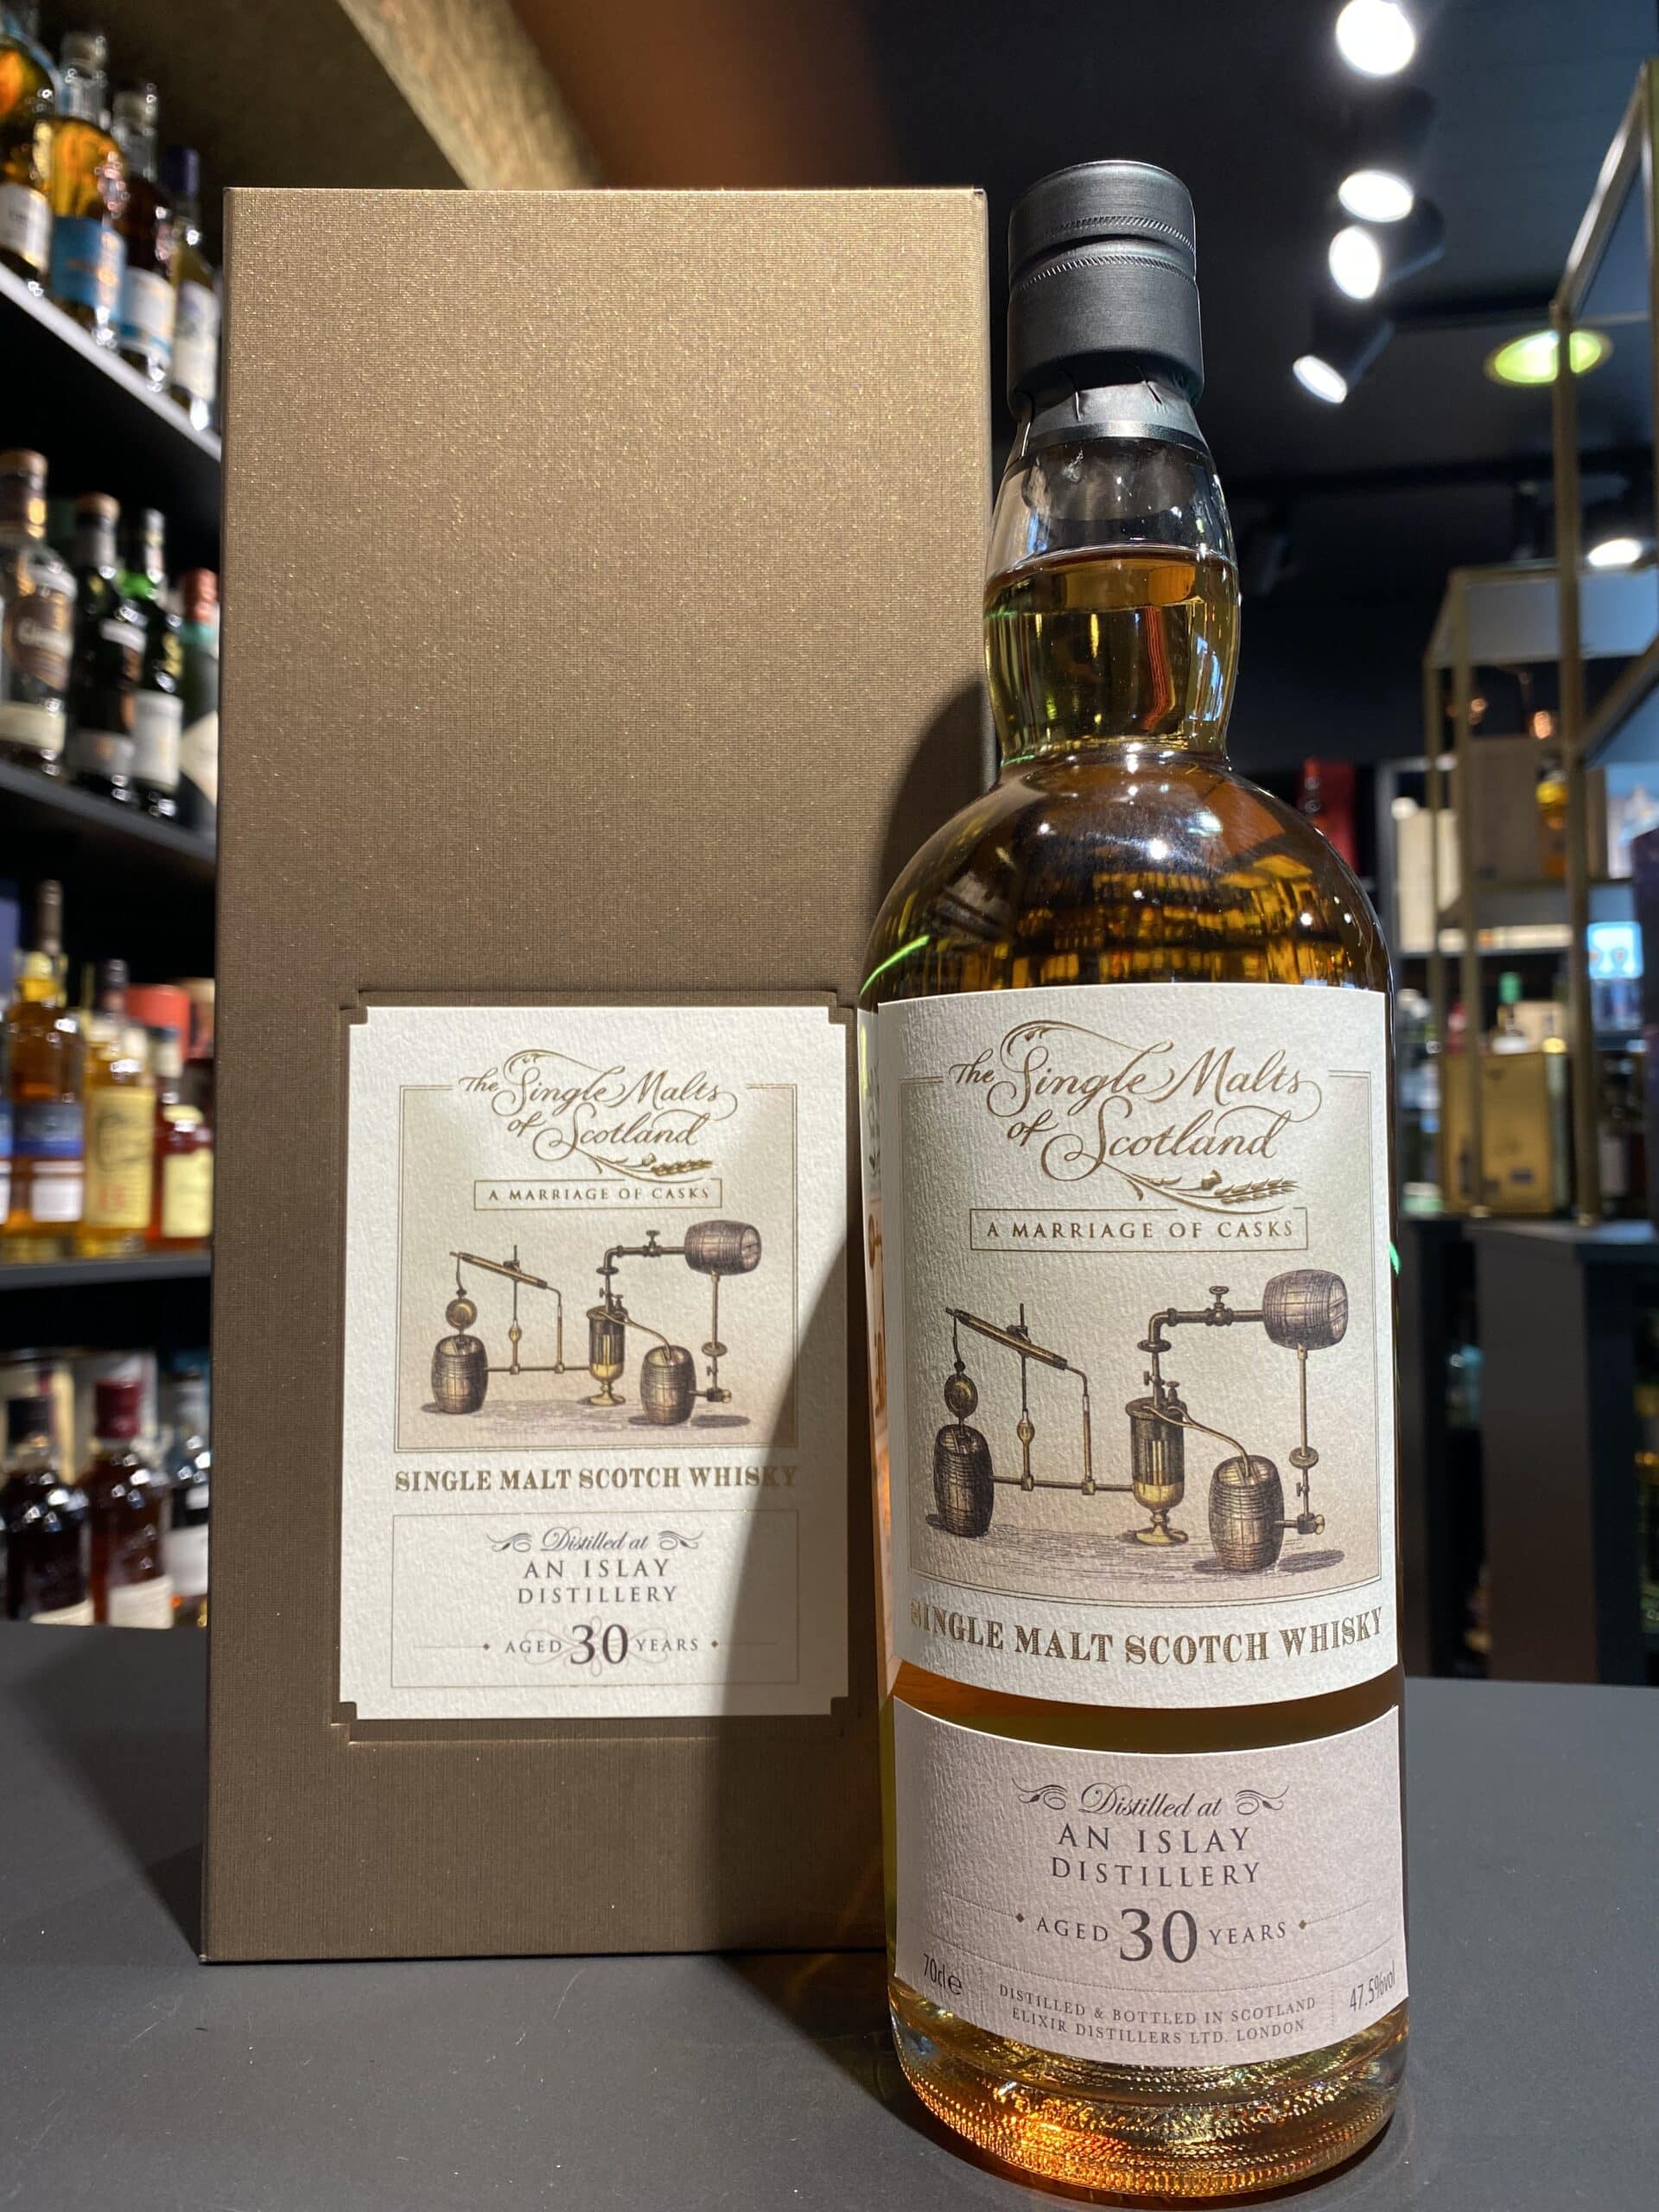 The Single Malts
of Scotland
A MARRIAGE OF CASKS
SINGLE MALT SCOTCH WHISKY
Distilled at
AN ISLAY
DISTILLERY
AGED 30 YEARS
The Single Malts
of Scotland
A MARRIAGE OF CASKS
SINGLE MALT SCOTCH WHISKY
Distilled at
AN ISLAY
DISTILLERY
AGED 30 YEARS
70cl e
DISTILLED & BOTTLED IN SCOTLAND
ELIXIR DISTILLERS LTD. LONDON
47.5%vol